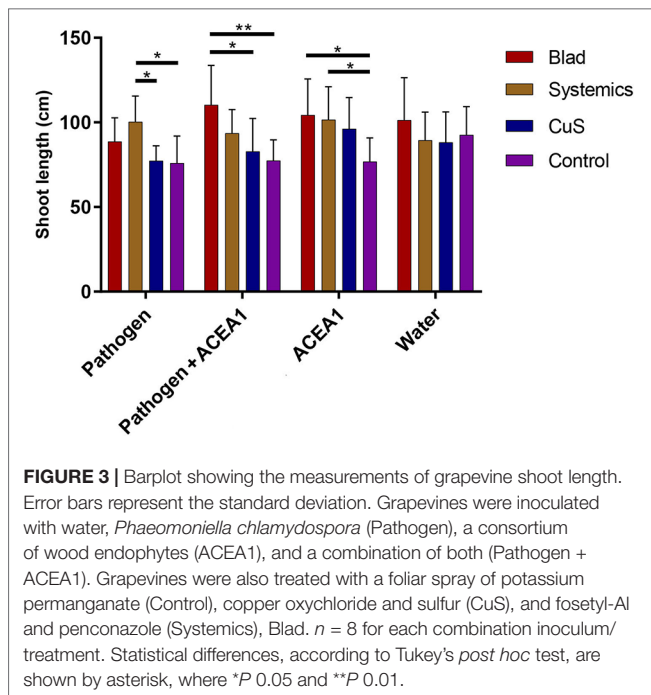 150
100
50
0
Shoot length (cm)
*
*
**
*
*
*
Blad
Systemics
CuS
Control
Pathogen
Pathogen + ACEA1
ACEA1
Water
FIGURE 3 | Barplot showing the measurements of grapevine shoot length.
Error bars represent the standard deviation. Grapevines were inoculated
with water, Phaeomoniella chlamydospora (Pathogen), a consortium
of wood endophytes (ACEA1), and a combination of both (Pathogen +
ACEA1). Grapevines were also treated with a foliar spray of potassium
permanganate (Control), copper oxychloride and sulfur (CuS), and fosetyl-Al
and penconazole (Systemics), Blad. n = 8 for each combination inoculum/
treatment. Statistical differences, according to Tukey's post hoc test, are
shown by asterisk, where *P 0.05 and **P 0.01.